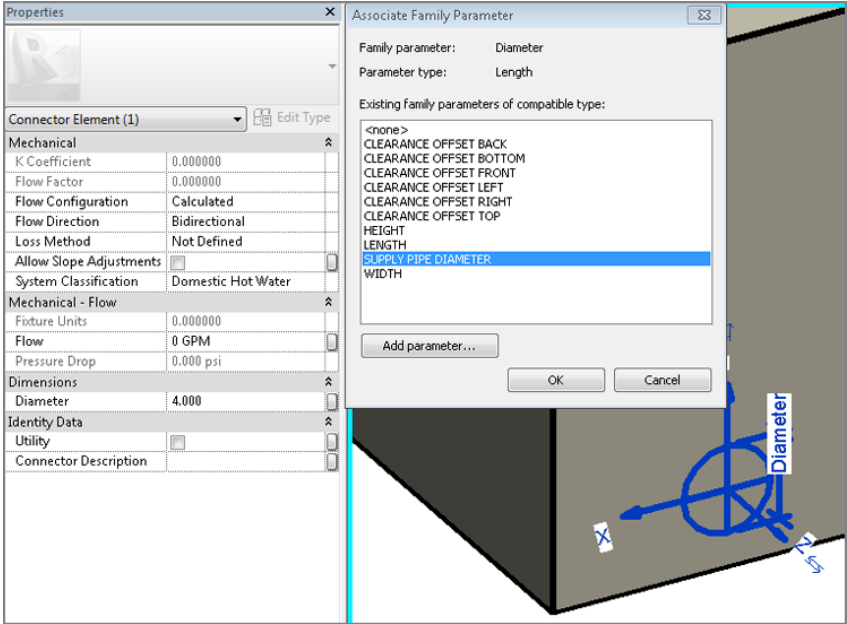 Properties
Connector Element (1)
Edit Type
Mechanical
K Coefficient 0.000000
Flow Factor 0.000000
Flow Configuration Calculated
Flow Direction Bidirectional
Loss Method Not Defined
Allow Slope Adjustments
System Classification Domestic Hot Water
Mechanical - Flow
Fixture Units 0.000000
Flow 0 GPM
Pressure Drop 0.000 psi
Dimensions
Diameter 4.000
Identity Data
Utility
Connector Description
Associate Family Parameter
Family parameter: Diameter
Parameter type: Length
Existing family parameters of compatible type:
<none>
CLEARANCE OFFSET BACK
CLEARANCE OFFSET BOTTOM
CLEARANCE OFFSET FRONT
CLEARANCE OFFSET LEFT
CLEARANCE OFFSET RIGHT
CLEARANCE OFFSET TOP
HEIGHT
LENGTH
SUPPLY PIPE DIAMETER
WIDTH
Add parameter...
OK Cancel
Diameter
X
Z